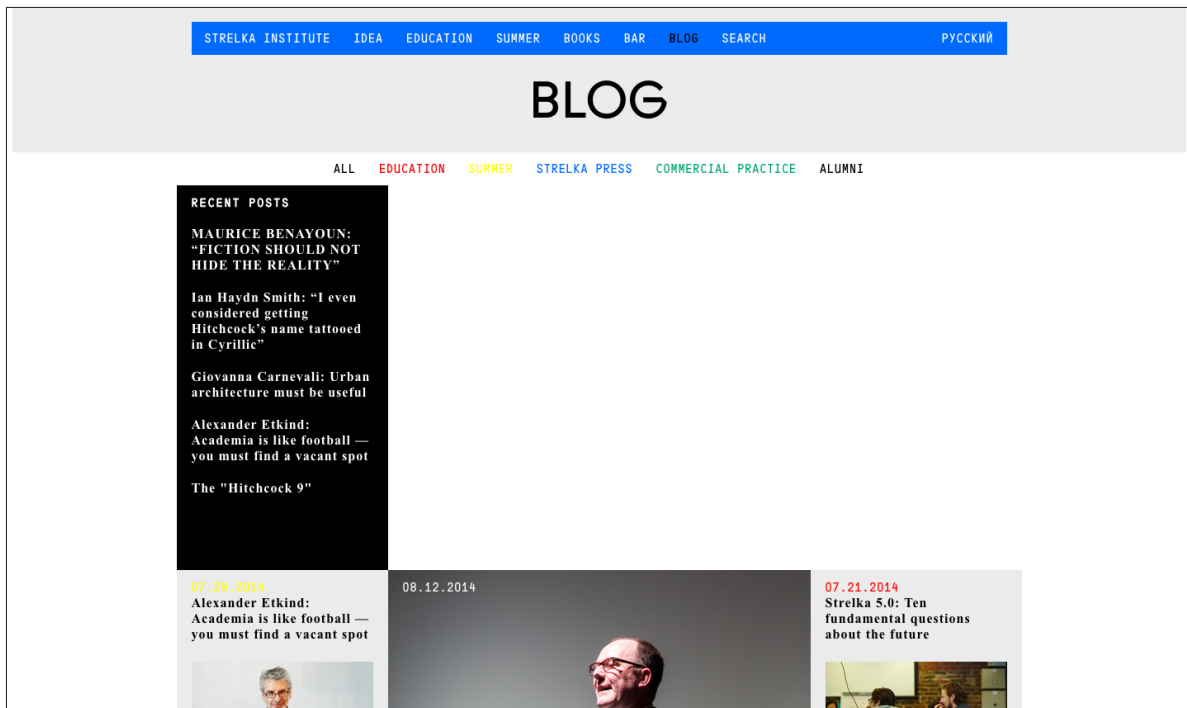 STRELKA INSTITUTE IDEA EDUCATION SUMMER BOOKS BAR BLOG SEARCH РУССКИЙ
BLOG
ALL EDUCATION SUMMER STRELKA PRESS COMMERCIAL PRACTICE ALUMNI
RECENT POSTS
MAURICE BENAYOUN:
“FICTION SHOULD NOT
HIDE THE REALITY”
Ian Haydn Smith: “I even
considered getting
Hitchcock’s name tattooed
in Cyrillic”
Giovanna Carnevali: Urban
architecture must be useful
Alexander Etkind:
Academia is like football —
you must find a vacant spot
The "Hitchcock 9"
07.29.2014
Alexander Etkind:
Academia is like football —
you must find a vacant spot
08.12.2014
07.21.2014
Strelka 5.0: Ten
fundamental questions
about the future